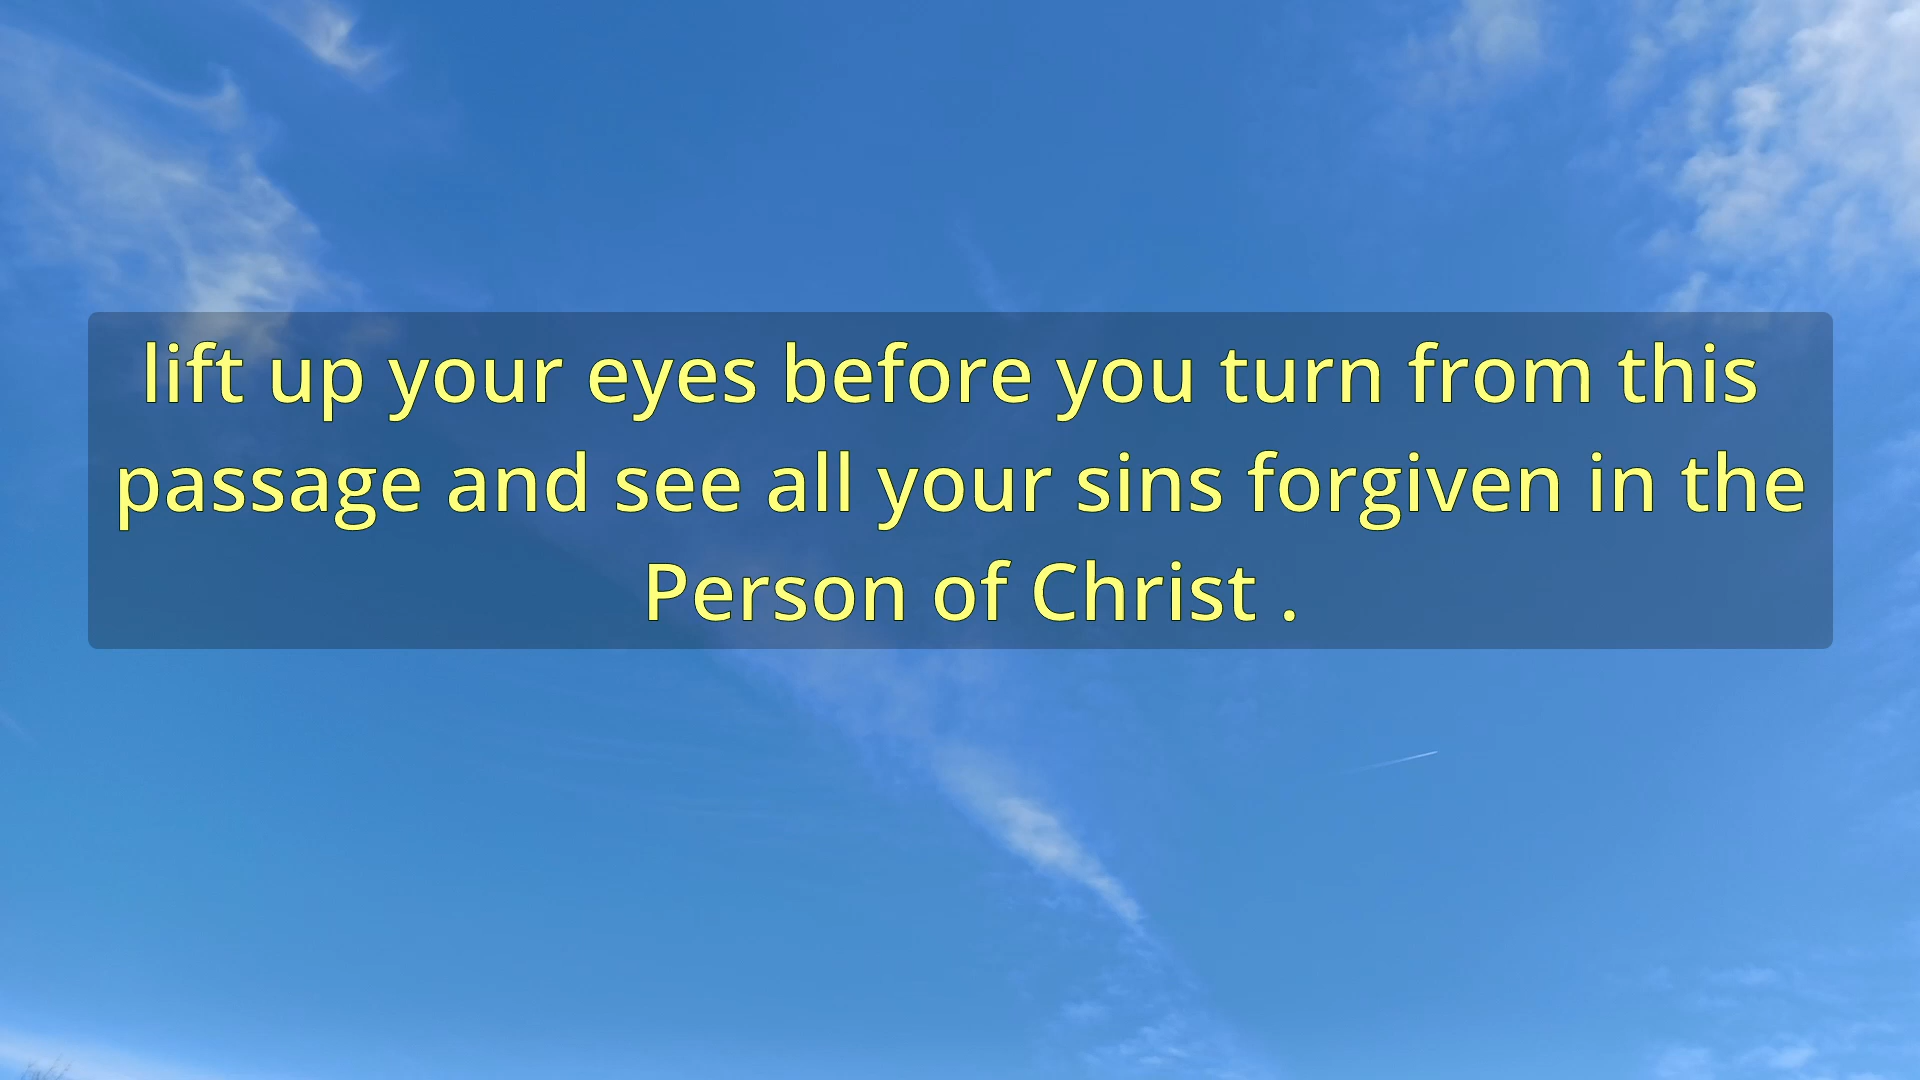 lift up your eyes before you turn from this
passage and see all your sins forgiven in the
Person of Christ .